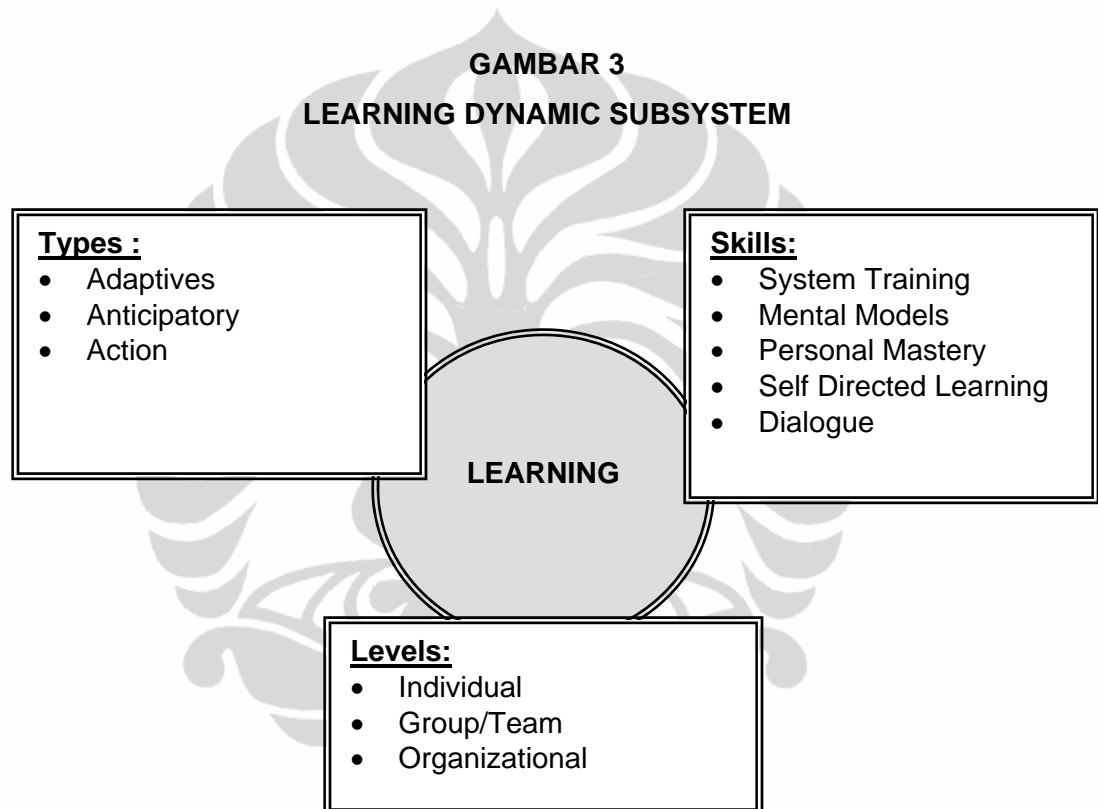 GAMBAR 3
LEARNING DYNAMIC SUBSYSTEM
Types :
• Adaptives
• Anticipatory
• Action
Skills:
• System Training
• Mental Models
• Personal Mastery
• Self Directed Learning
• Dialogue
LEARNING
Levels:
• Individual
• Group/Team
• Organizational